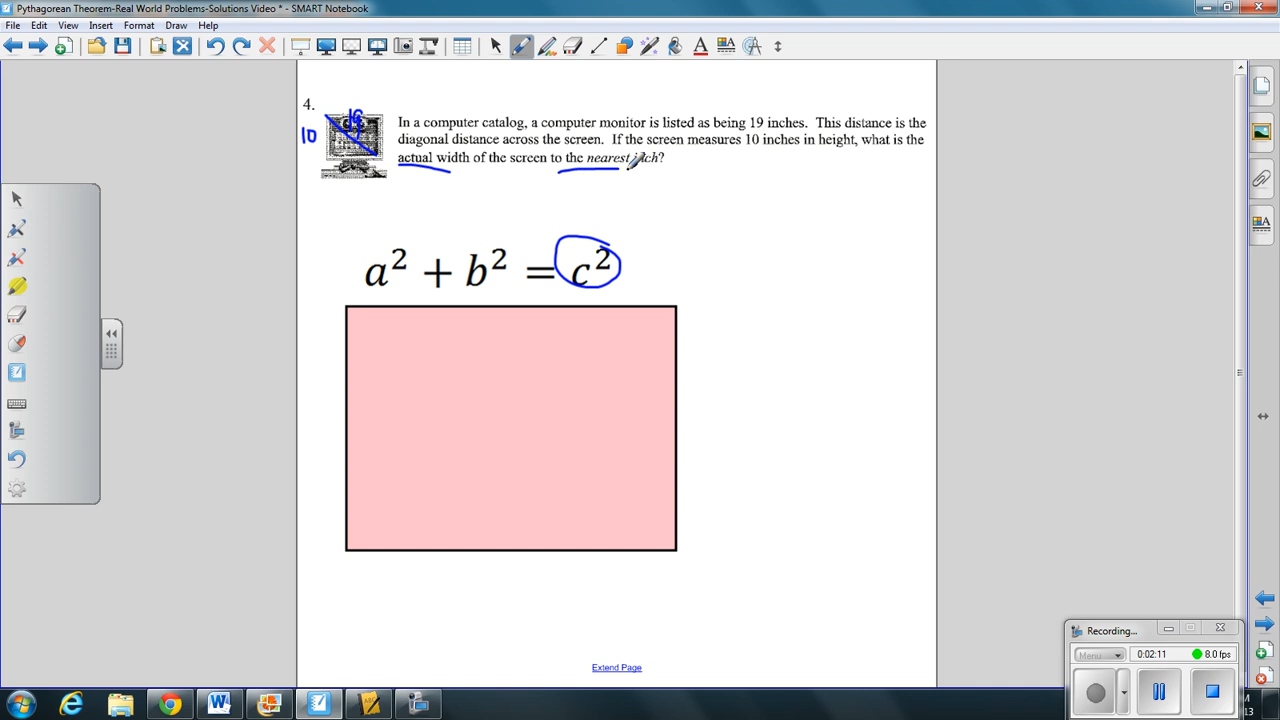 Pythagorean Theorem-Real World Problems-Solutions Video * - SMART Notebook
File Edit View Insert Format Draw Help
4.
19
10
In a computer catalog, a computer monitor is listed as being 19 inches. This distance is the
diagonal distance across the screen. If the screen measures 10 inches in height, what is the
actual width of the screen to the nearest inch?
a² + b² = c²
Extend Page
Recording...
Menu
0:02:11
8.0 fps
M
13